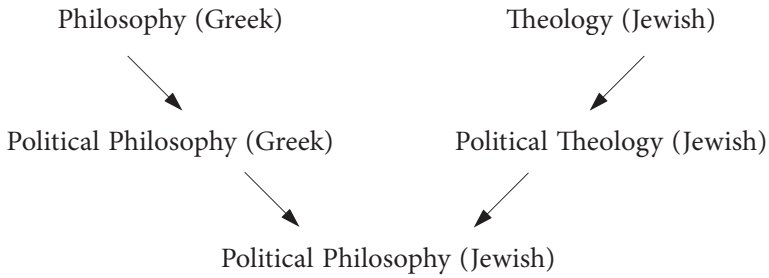 Philosophy (Greek) Theology (Jewish)
Political Philosophy (Greek) Political Theology (Jewish)
Political Philosophy (Jewish)